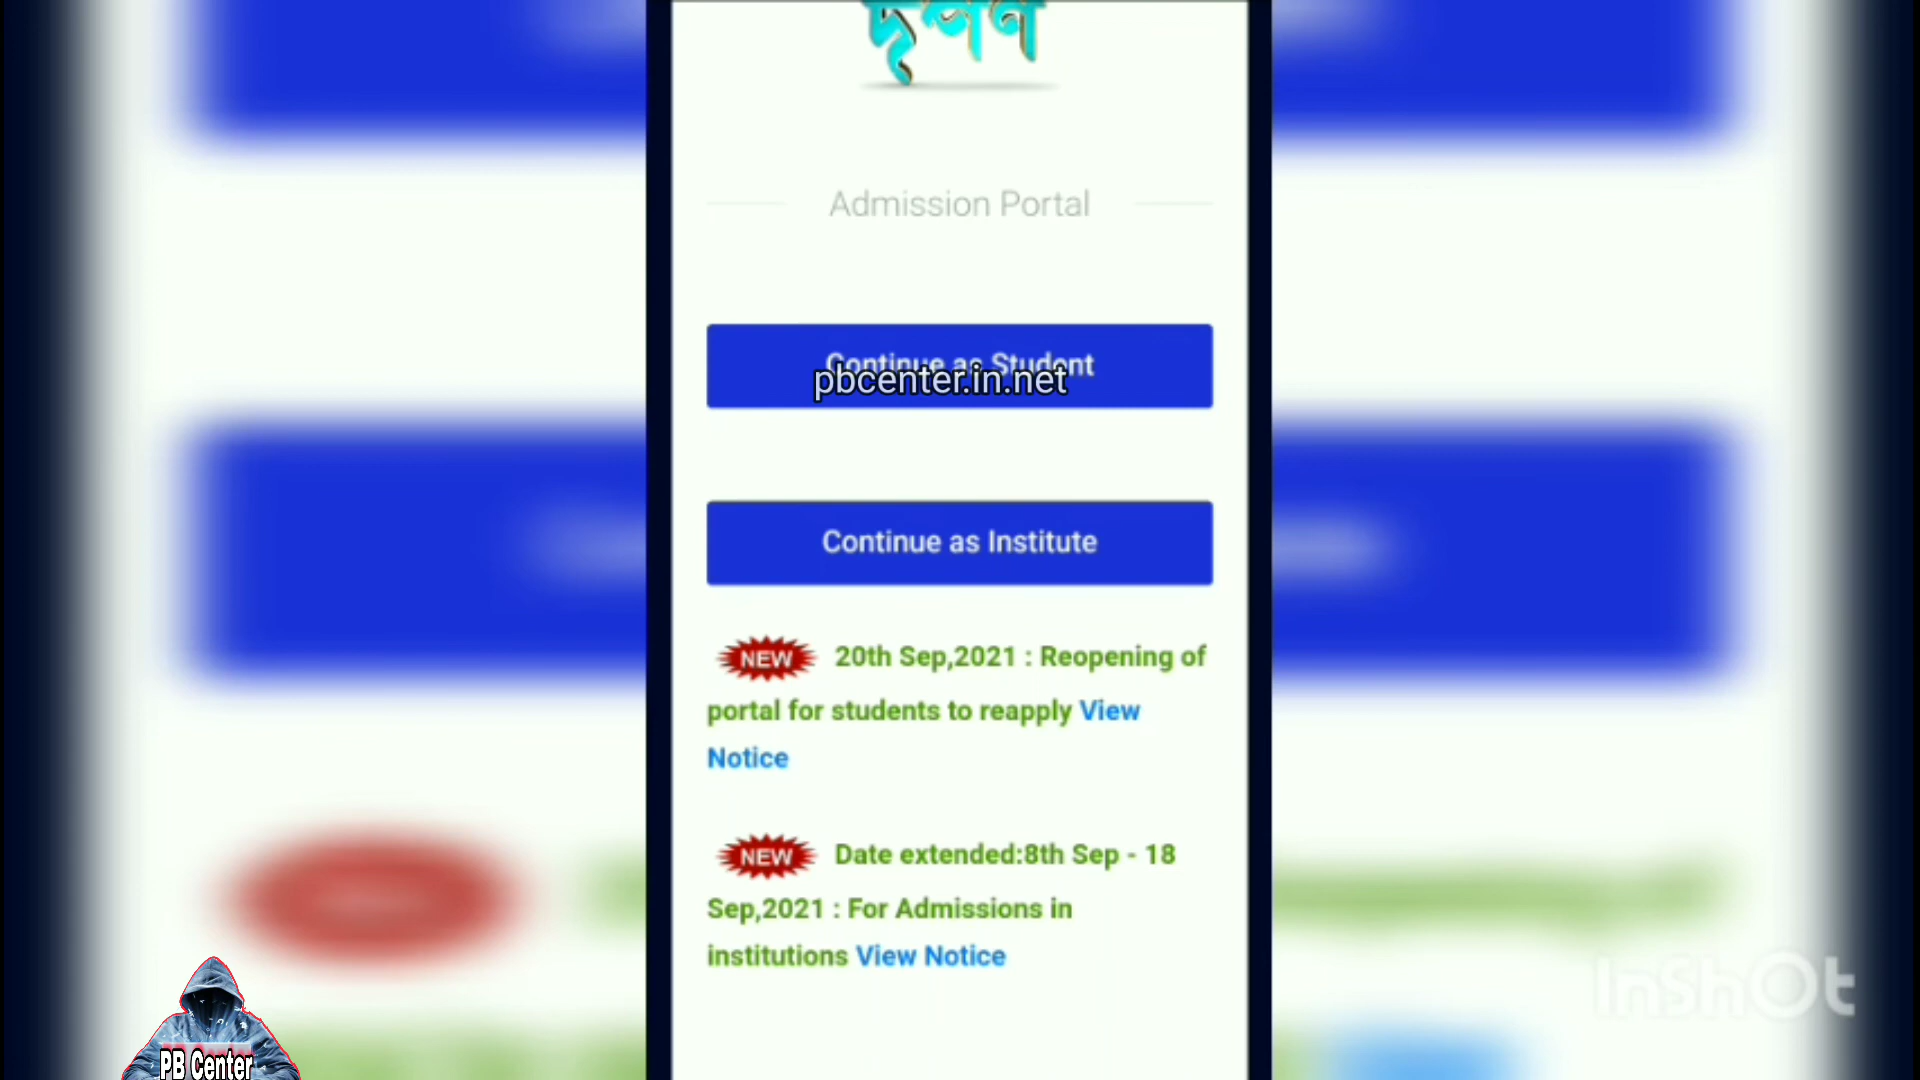 Admission Portal
Continue as Student
pbcenter.in.net
Continue as Institute
NEW 20th Sep,2021 : Reopening of
portal for students to reapply View
Notice
NEW Date extended:8th Sep - 18
Sep,2021 : For Admissions in
institutions View Notice
InShOt
PB Center